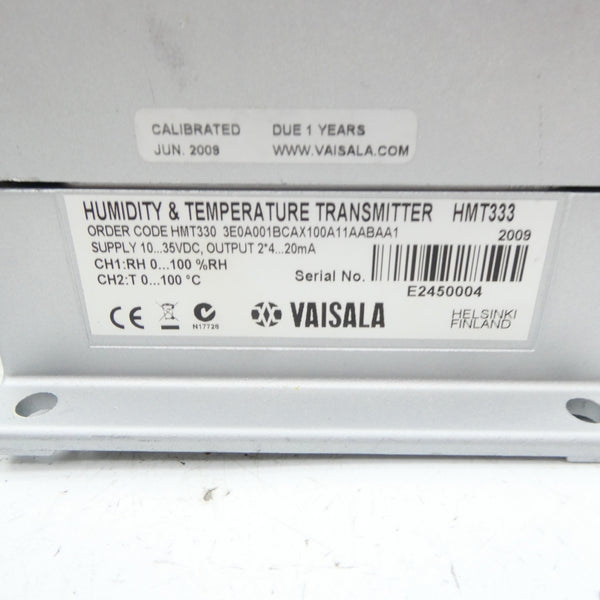 CALIBRATED DUE 1 YEARS
JUN. 2009 WWW.VAISALA.COM
HUMIDITY & TEMPERATURE TRANSMITTER HMT333
ORDER CODE HMT330 3E0A001BCAX100A11AABAA1 2009
SUPPLY 10...35VDC, OUTPUT 2*4...20mA
CH1:RH 0...100 %RH
CH2:T 0...100 °C
Serial No.
E2450004
CE N17728 VAISALA HELSINKI
FINLAND